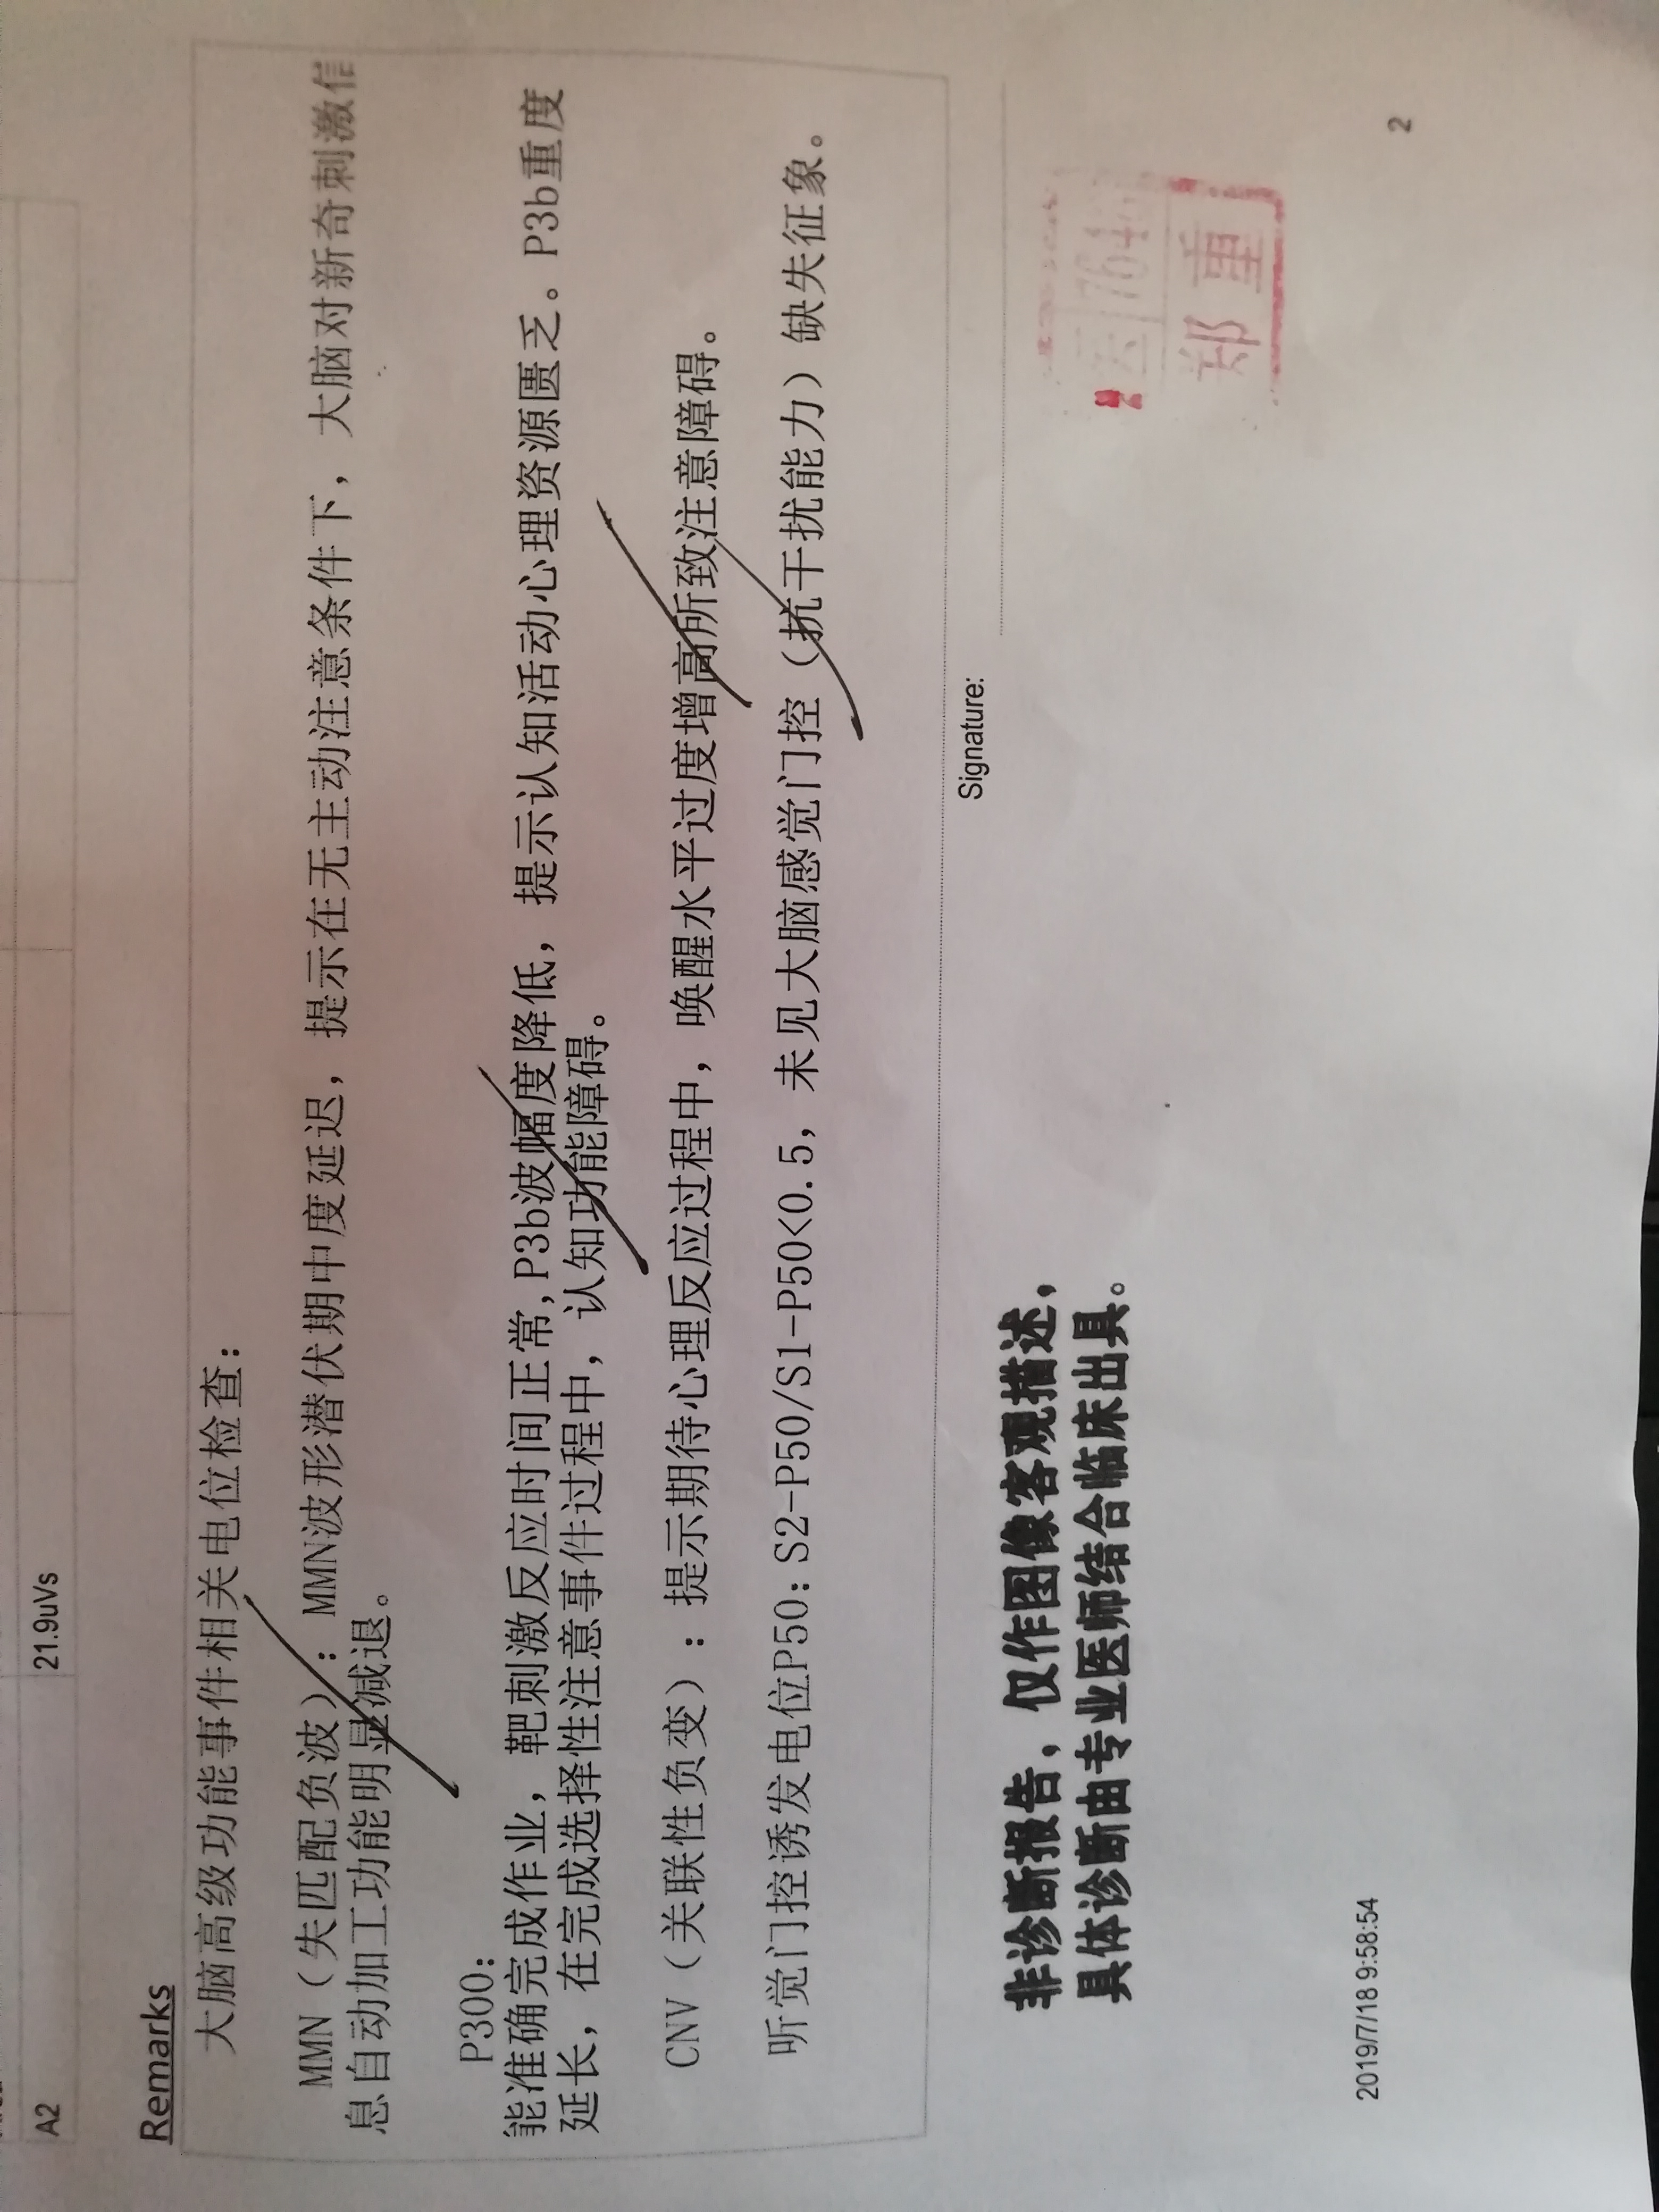 A2 21.9uVs
Remarks
大脑高级功能事件相关电位检查：
MMN（失匹配负波）：MMN波形潜伏期中度延迟，提示在无主动注意条件下，大脑对新奇刺激信
息自动加工功能明显减退。
P300：
能准确完成作业，靶刺激反应时间正常,P3b波幅度降低，提示认知活动心理资源匮乏。P3b重度
延长，在完成选择性注意事件过程中，认知功能障碍。
CNV（关联性负变）：提示期待心理反应过程中，唤醒水平过度增高所致注意障碍。
听觉门控诱发电位P50：S2-P50/S1-P50<0.5，未见大脑感觉门控（抗干扰能力）缺失征象。
Signature:
郑重
非诊断报告，仅作图像客观描述，
具体诊断由专业医师结合临床出具。
2019/7/18 9:58:54
2